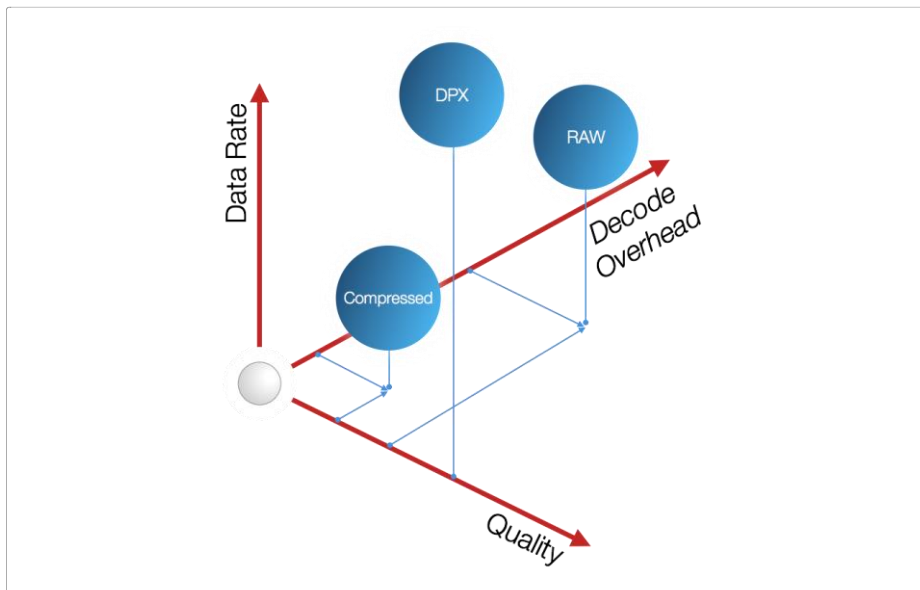 DPX
RAW
Data Rate
Decode
Overhead
Compressed
Quality